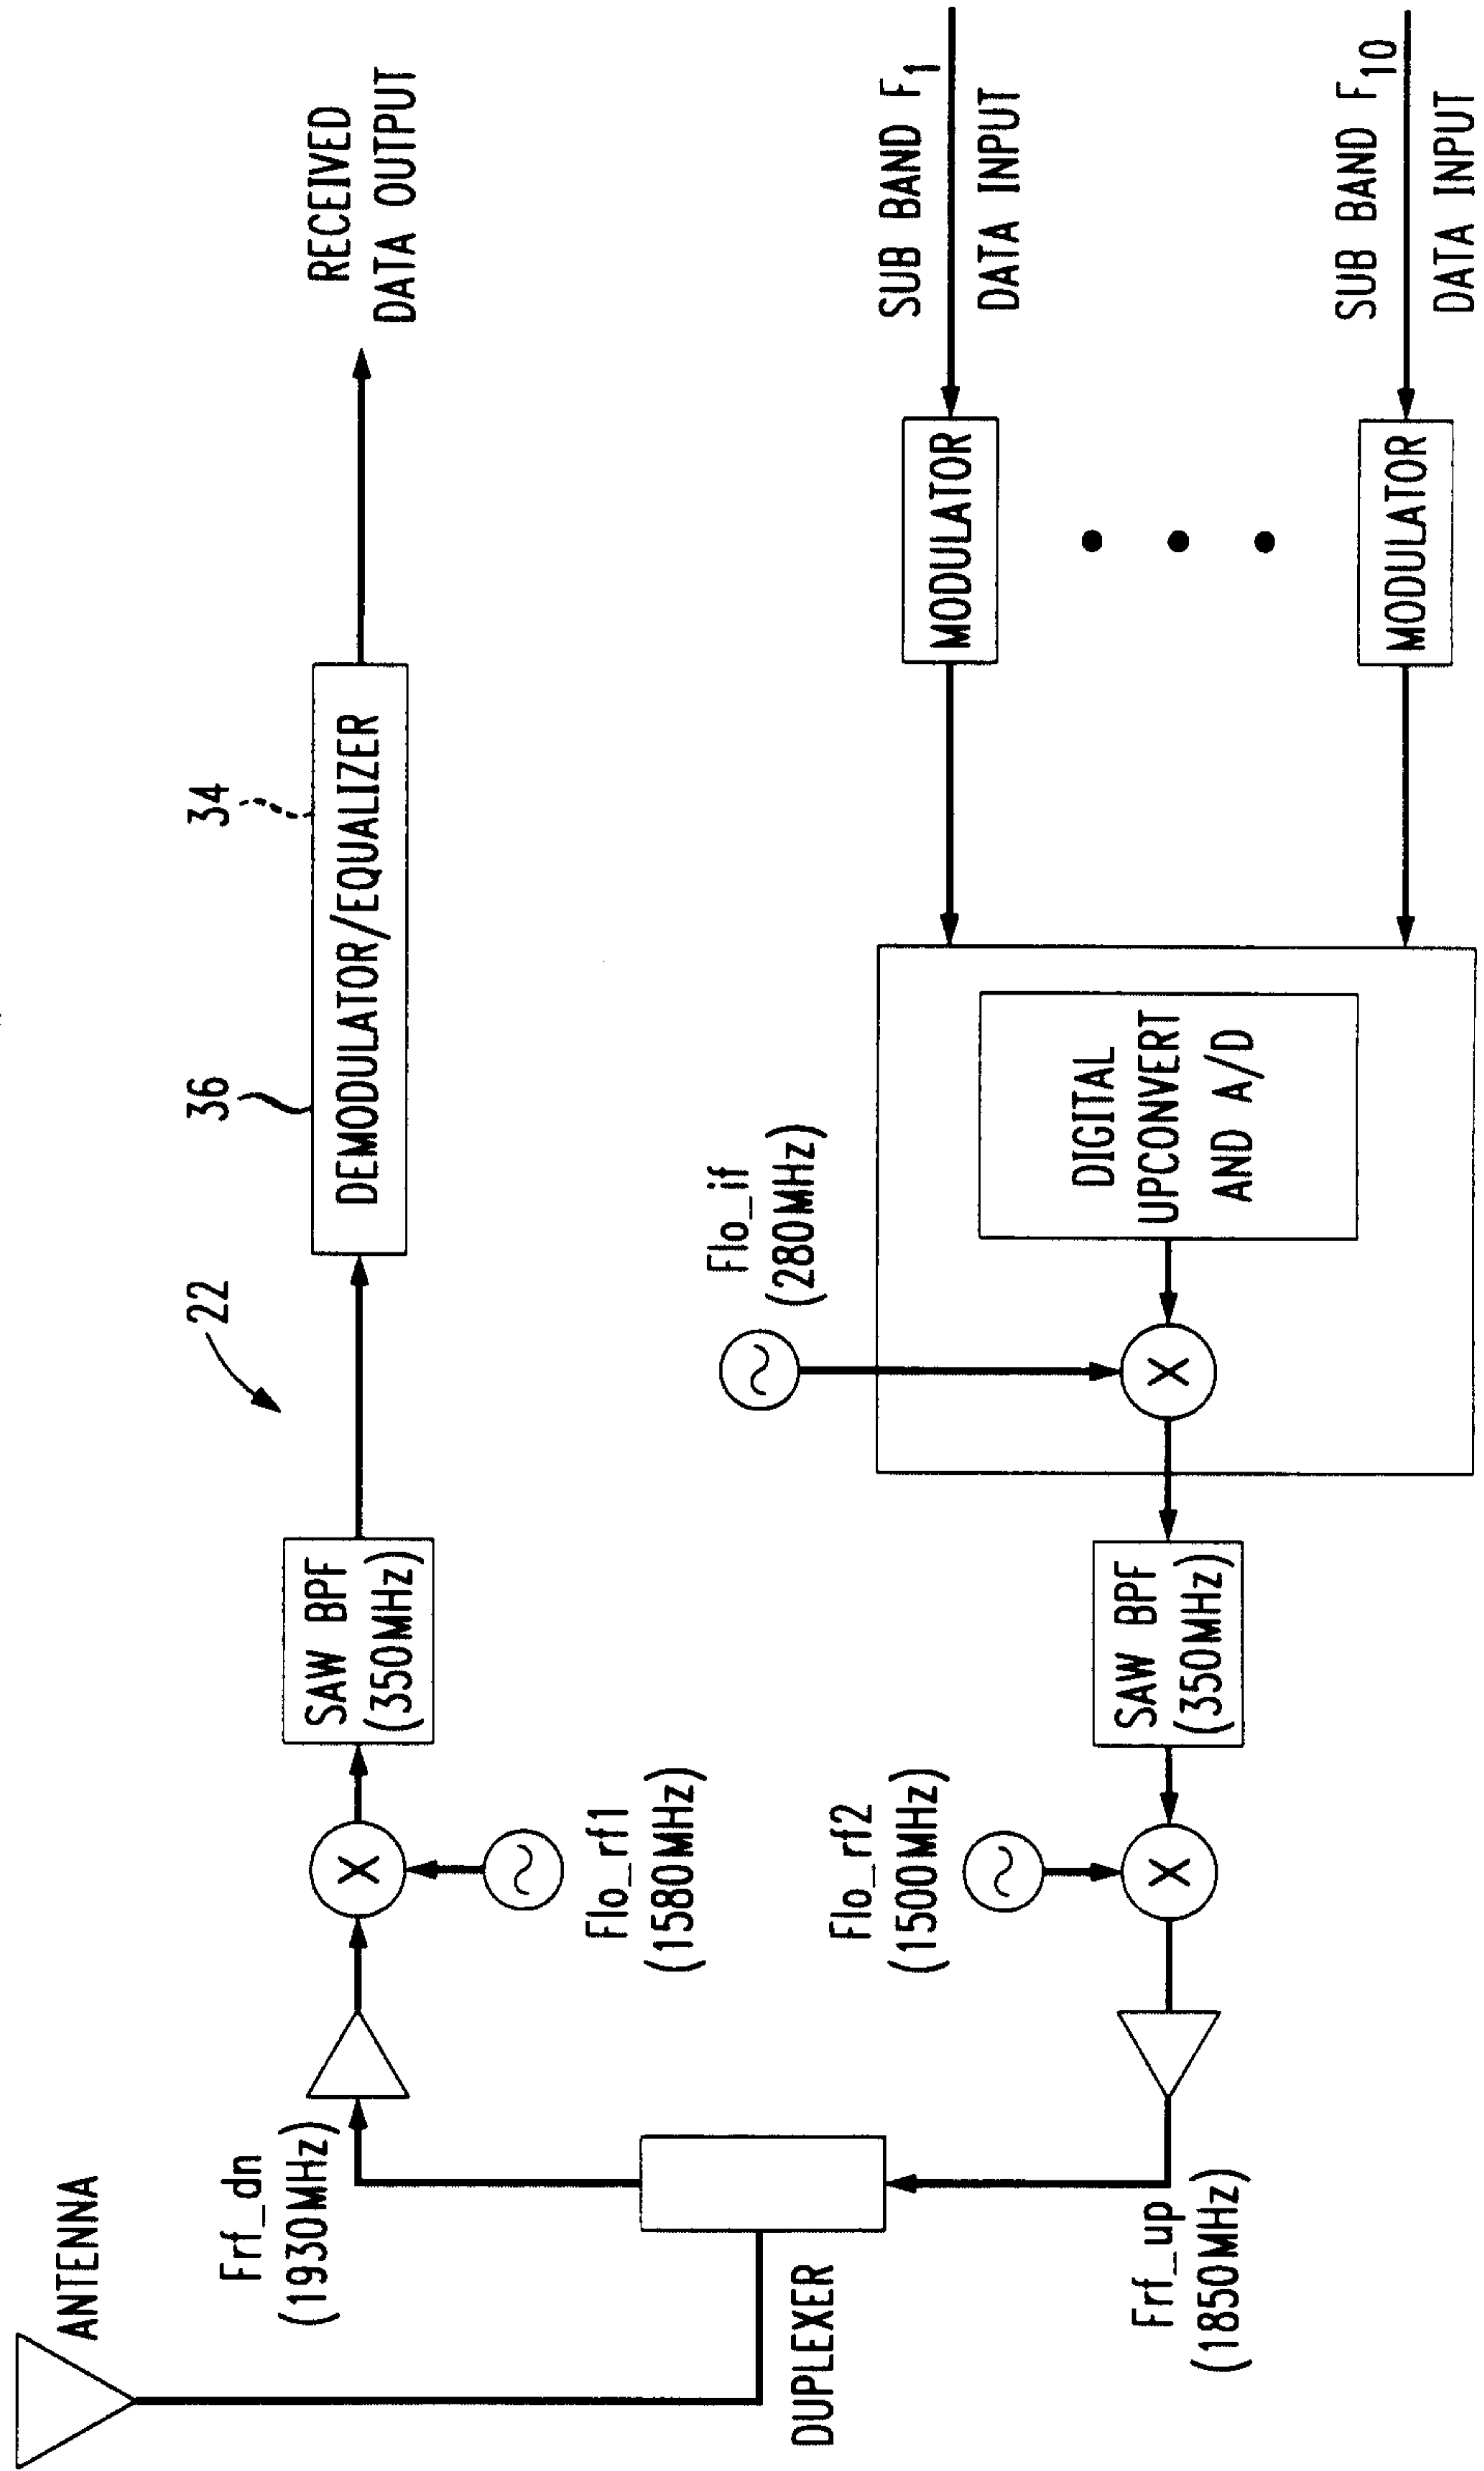 ANTENNA
Frf_dn
(1930MHz)
DUPLEXER
Frf_up
(1850MHz)
Flo_rf1
(1580MHz)
Flo_rf2
(1500MHz)
SAW BPF
(350MHz)
SAW BPF
(350MHz)
22
Flo_if
(280MHz)
36
34
DEMODULATOR/EQUALIZER
DIGITAL
UPCONVERT
AND A/D
RECEIVED
DATA OUTPUT
MODULATOR
MODULATOR
SUB BAND F1
DATA INPUT
SUB BAND F10
DATA INPUT
X
X
X